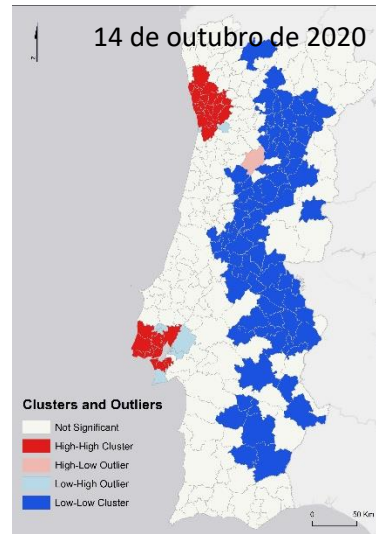 14 de outubro de 2020
Clusters and Outliers
Not Significant
High-High Cluster
High-Low Outlier
Low-High Outlier
Low-Low Cluster
0 50 Km